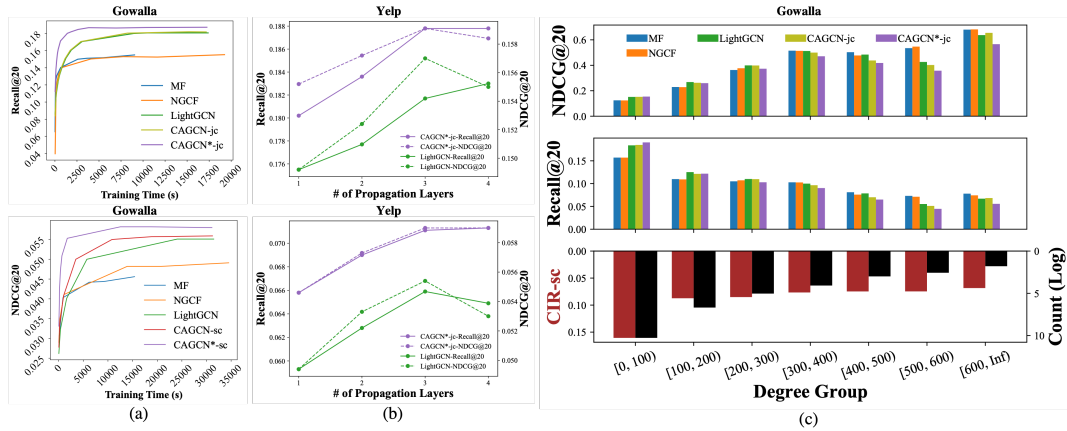 Gowalla
0.18
0.16
0.14
0.12
0.10
0.08
0.06
0.04
Recall@20
MF
NGCF
LightGCN
CAGCN-jc
CAGCN*-jc
0 2500 5000 7500 10000 12500 15000 17500 20000
Training Time (s)
Gowalla
0.055
0.050
0.045
0.040
0.035
0.030
0.025
NDCG@20
MF
NGCF
LightGCN
CAGCN-sc
CAGCN*-sc
0 5000 10000 15000 20000 25000 30000 35000
Training Time (s)
(a)
Yelp
0.188
0.186
0.184
0.182
0.180
0.178
0.176
Recall@20
0.159
0.156
0.154
0.152
0.150
NDCG@20
CAGCN*-jc-Recall@20
CAGCN*-jc-NDCG@20
LightGCN-Recall@20
LightGCN-NDCG@20
1 2 3 4
# of Propagation Layers
Yelp
0.070
0.068
0.066
0.064
0.062
0.060
Recall@20
0.059
0.056
0.054
0.052
0.050
NDCG@20
CAGCN*-jc-Recall@20
CAGCN*-jc-NDCG@20
LightGCN-Recall@20
LightGCN-NDCG@20
1 2 3 4
# of Propagation Layers
(b)
Gowalla
NDCG@20
0.6
0.4
0.2
0.0
MF LightGCN CAGCN-jc CAGCN*-jc
NGCF
Recall@20
0.15
0.10
0.05
0.00
CIR-sc
0.00
0.05
0.10
0.15
0
5
10
Count (Log)
[0, 100) [100, 200) [200, 300) [300, 400) [400, 500) [500, 600) [600, Inf)
Degree Group
(c)